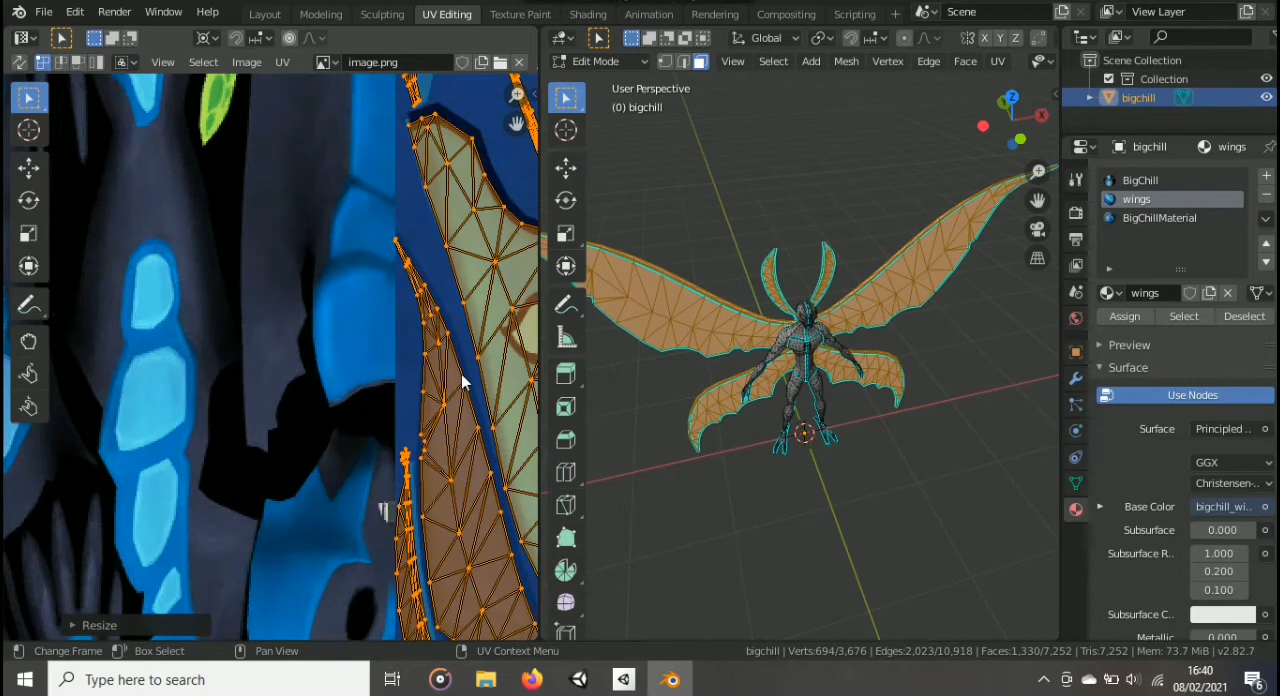 File Edit Render Window Help Layout Modeling Sculpting UV Editing Texture Paint Shading Animation Rendering Compositing Scripting + Scene View Layer
Global X Y Z
View Select Image UV image.png Edit Mode View Select Add Mesh Vertex Edge Face UV
Scene Collection
Collection
bigchill
User Perspective
(0) bigchill
Z
Y
X
bigchill wings
BigChill
wings
BigChillMaterial
wings
Assign Select Deselect
Preview
Surface
Use Nodes
Surface Principled ..
GGX
Christensen-..
Base Color bigchill_wi..
Subsurface 0.000
Subsurface R.. 1.000
0.200
0.100
Subsurface C..
Metallic 0.000
Resize
Change Frame Box Select Pan View UV Context Menu bigchill | Verts:694/3,676 | Edges:2,023/10,918 | Faces:1,330/7,252 | Tris:7,252 | Mem: 73.7 MiB | v2.82.7
Type here to search
16:40
08/02/2021
6